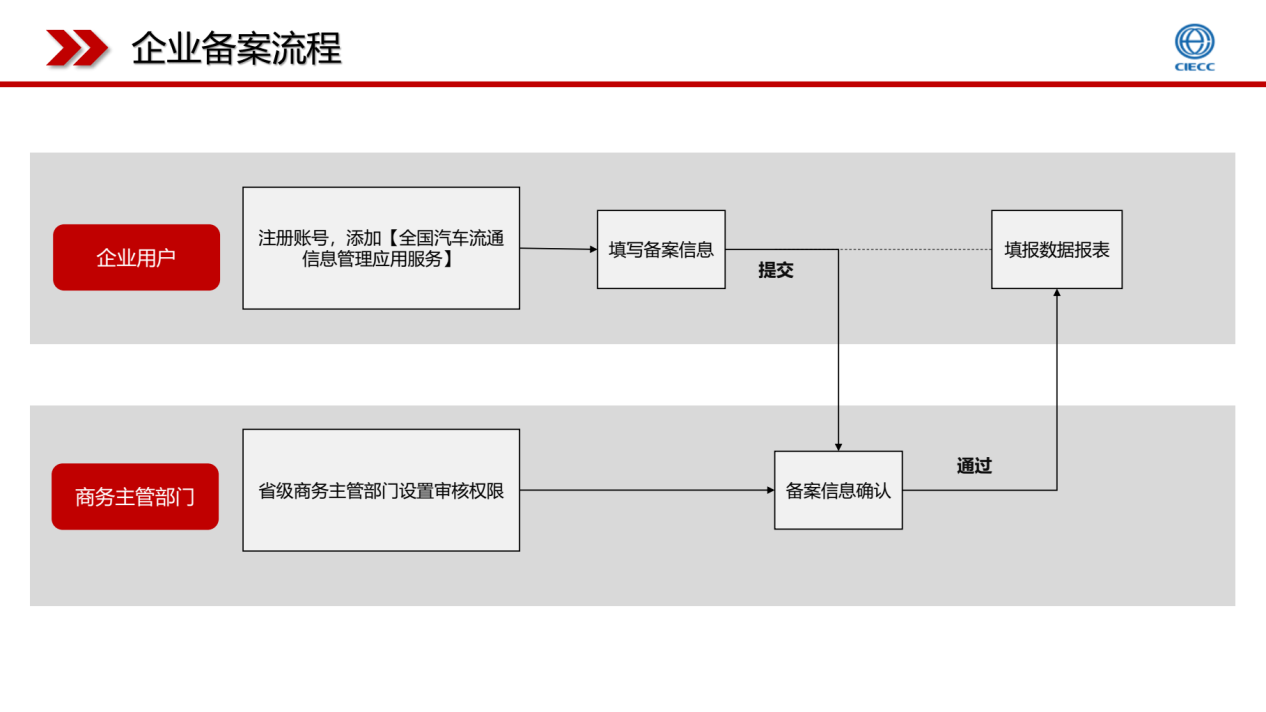 企业备案流程
CIECC
企业用户
注册账号，添加【全国汽车流通
信息管理应用服务】
填写备案信息
提交
填报数据报表
商务主管部门
省级商务主管部门设置审核权限
备案信息确认
通过